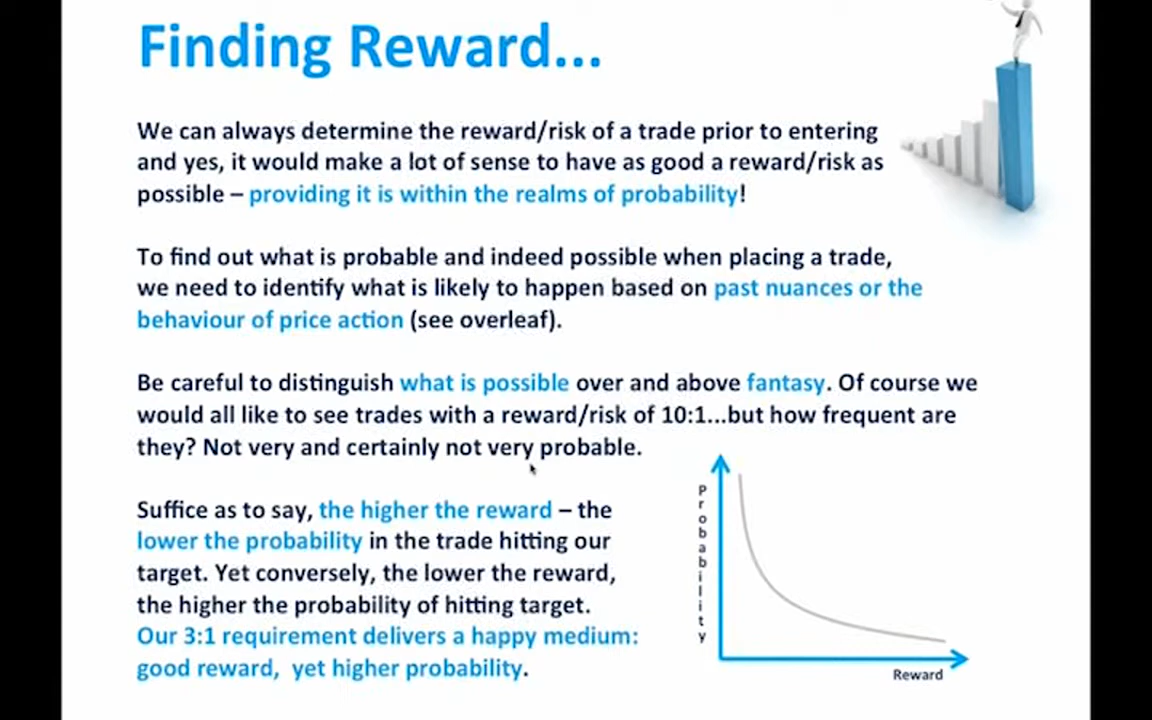 Finding Reward...
We can always determine the reward/risk of a trade prior to entering
and yes, it would make a lot of sense to have as good a reward/risk as
possible – providing it is within the realms of probability!
To find out what is probable and indeed possible when placing a trade,
we need to identify what is likely to happen based on past nuances or the
behaviour of price action (see overleaf).
Be careful to distinguish what is possible over and above fantasy. Of course we
would all like to see trades with a reward/risk of 10:1...but how frequent are
they? Not very and certainly not very probable.
Suffice as to say, the higher the reward – the
lower the probability in the trade hitting our
target. Yet conversely, the lower the reward,
the higher the probability of hitting target.
Our 3:1 requirement delivers a happy medium:
good reward, yet higher probability.
Probability
Reward